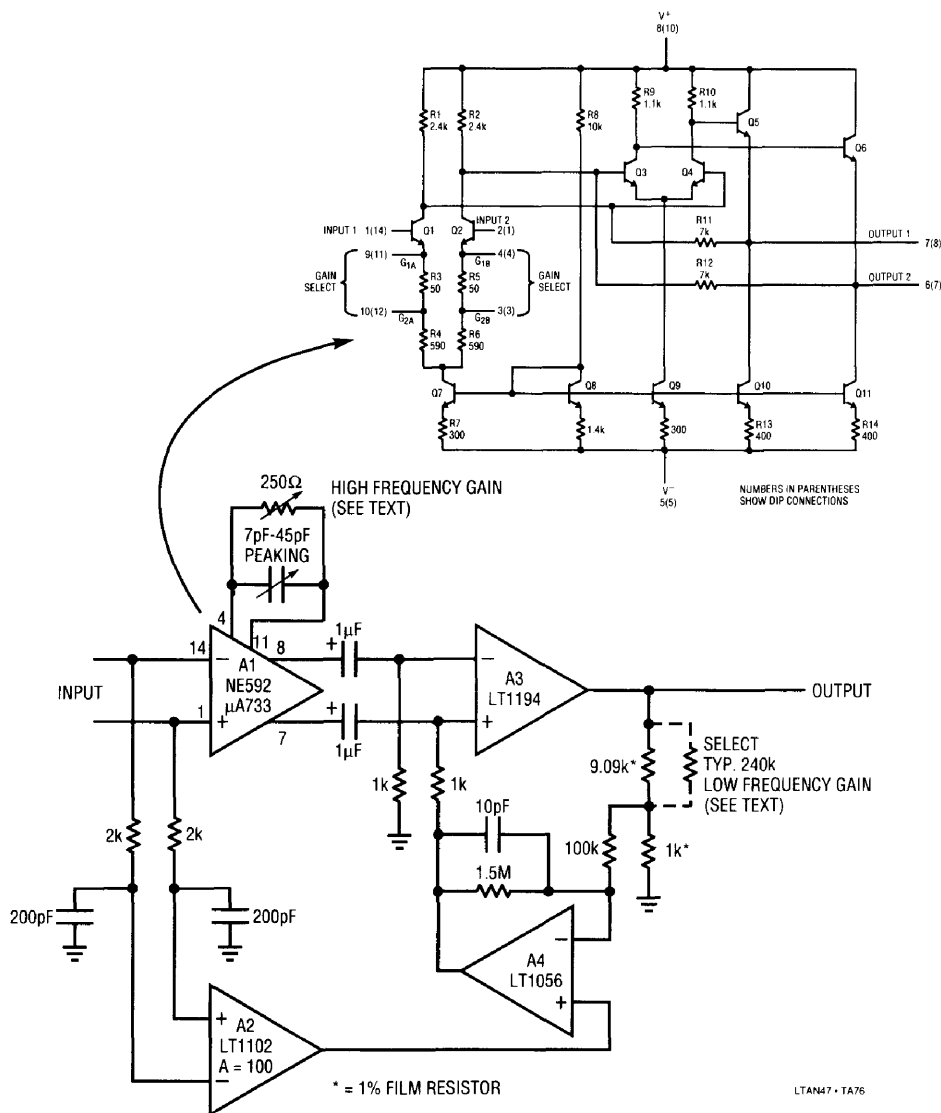 V+
8(10)
R1
2.4k
R2
2.4k
R8
10k
R9
1.1k
R10
1.1k
Q5
Q6
Q3
Q4
INPUT 1
1(14)
Q1
Q2
INPUT 2
2(1)
R11
7k
OUTPUT 1
7(8)
R12
7k
OUTPUT 2
6(7)
GAIN
SELECT
9(11)
G1A
R3
50
10(12)
G2A
R4
590
4(4)
G1B
R5
50
3(3)
G2B
R6
590
GAIN
SELECT
Q7
Q8
Q9
Q10
Q11
R7
300
1.4k
300
R13
400
R14
400
V−
5(5)
NUMBERS IN PARENTHESES
SHOW DIP CONNECTIONS
250Ω
HIGH FREQUENCY GAIN
(SEE TEXT)
7pF-45pF
PEAKING
4
11
14
−
A1
NE592
µA733
8
INPUT
1
+
7
+
1µF
+
1µF
−
A3
LT1194
+
OUTPUT
1k
1k
9.09k*
SELECT
TYP. 240k
LOW FREQUENCY GAIN
(SEE TEXT)
2k
2k
10pF
1.5M
100k
1k*
200pF
200pF
−
A4
LT1056
+
+
A2
LT1102
A = 100
−
* = 1% FILM RESISTOR
LTAN47 • TA76